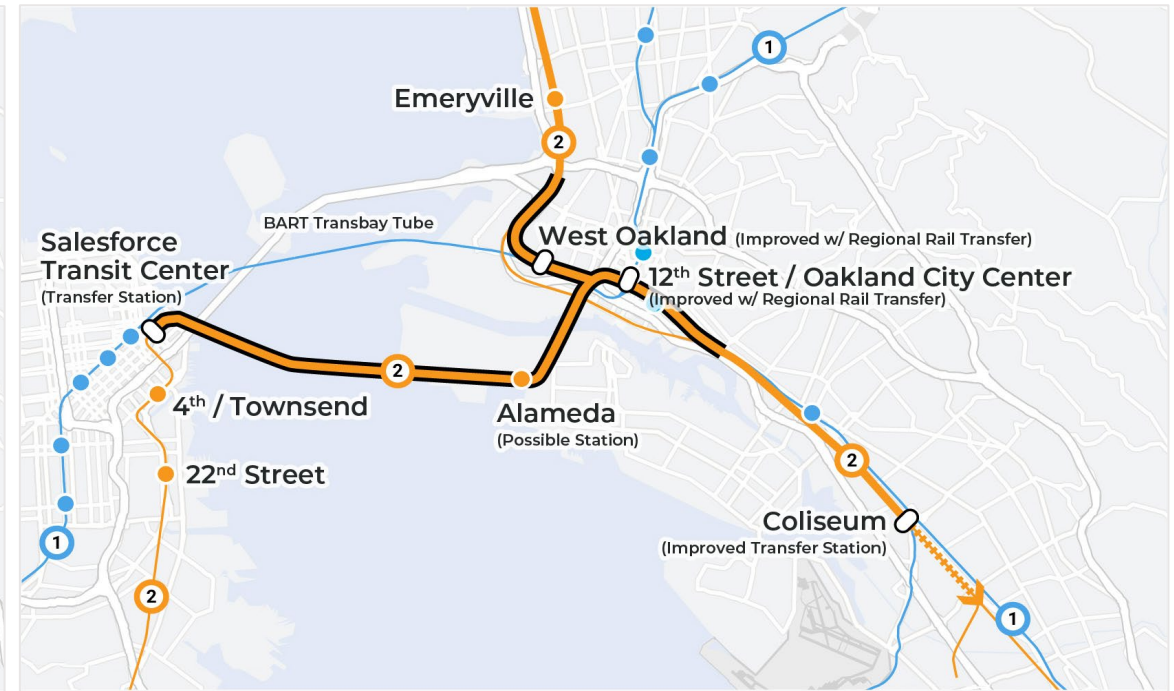 1
Emeryville
2
BART Transbay Tube
West Oakland (Improved w/ Regional Rail Transfer)
Salesforce
Transit Center
(Transfer Station)
12th Street / Oakland City Center
(Improved w/ Regional Rail Transfer)
2
4th / Townsend
Alameda
(Possible Station)
22nd Street
2
Coliseum
(Improved Transfer Station)
1
2
1